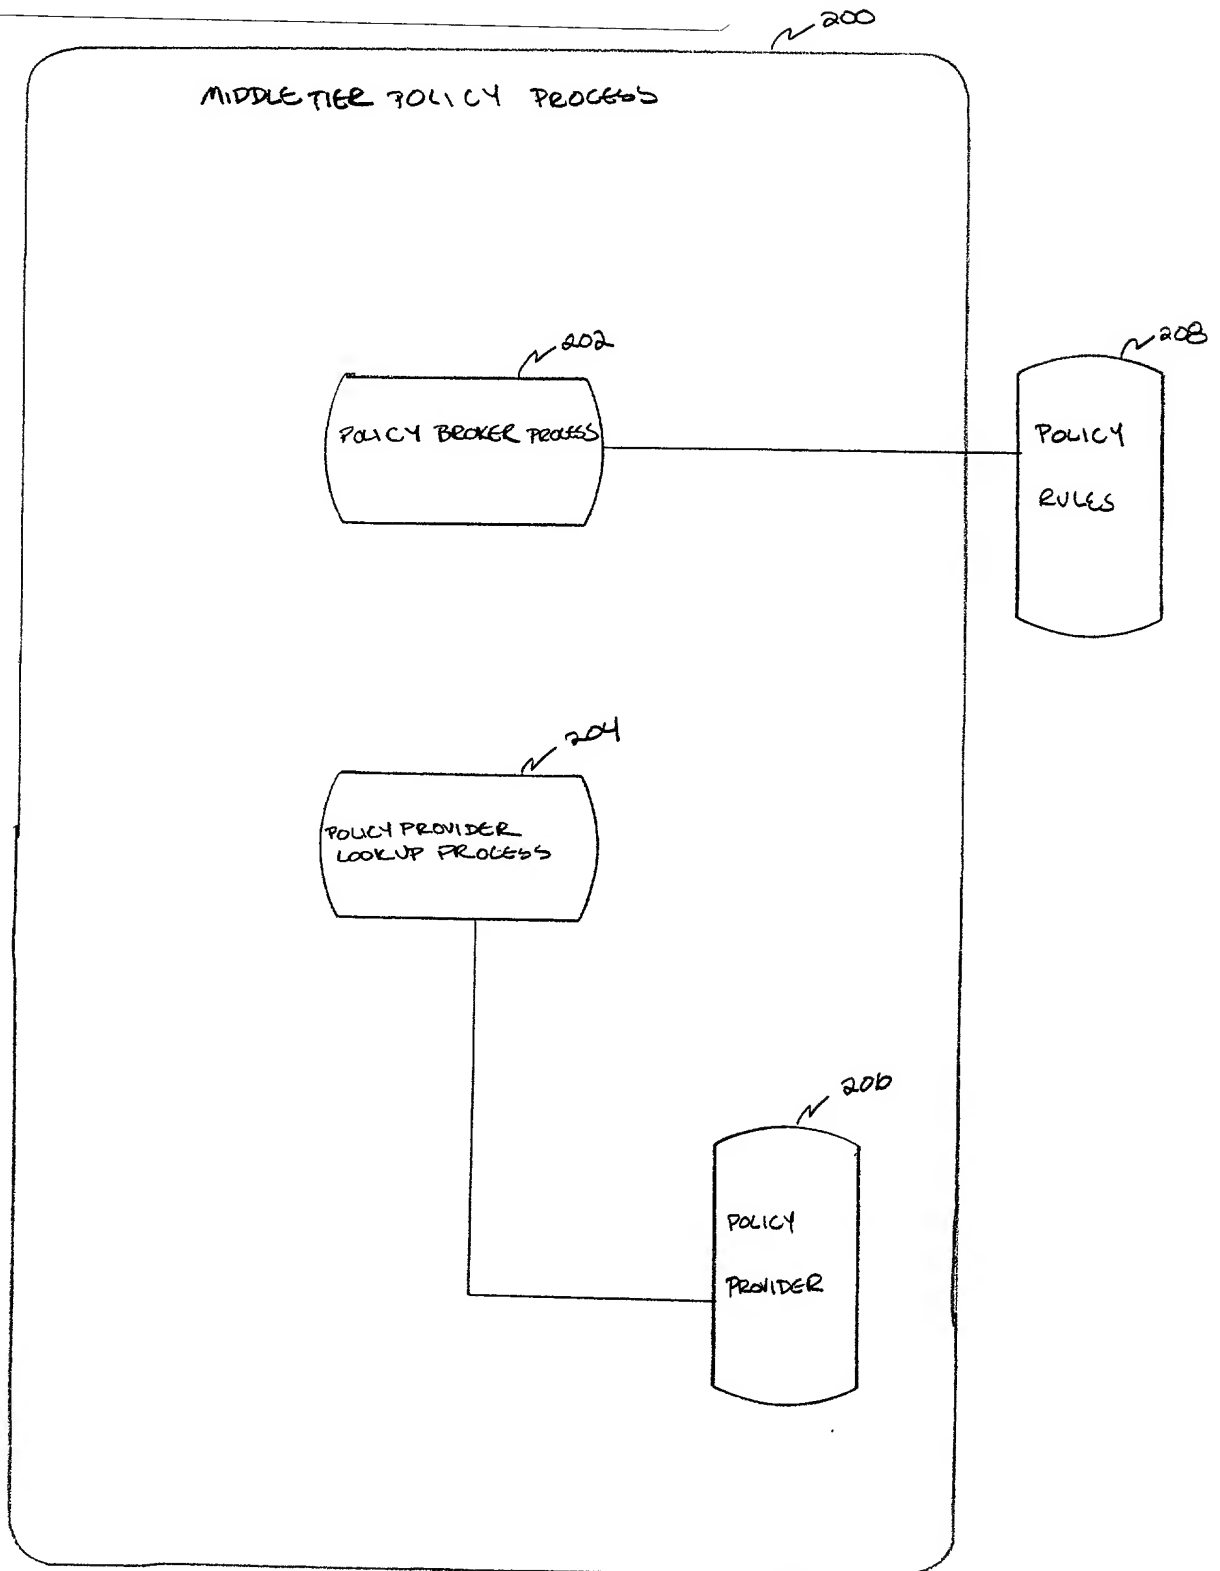 200
MIDDLE TIER POLICY PROCESS
202
208
POLICY BROKER PROCESS
POLICY
RULES
204
POLICY PROVIDER
LOOKUP PROCESS
206
POLICY
PROVIDER